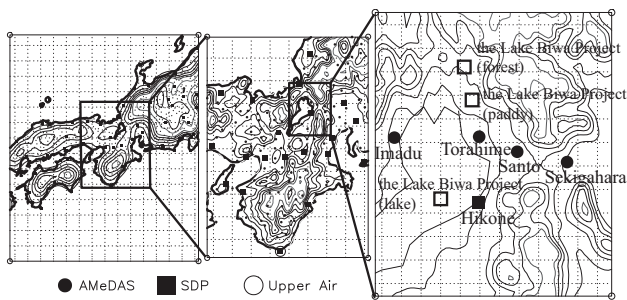 the Lake Biwa Project
(forest)
the Lake Biwa Project
(paddy)
Imadu
Torahime
Santo
Sekigahara
the Lake Biwa Project
(lake)
Hikone
AMeDAS
SDP
Upper Air